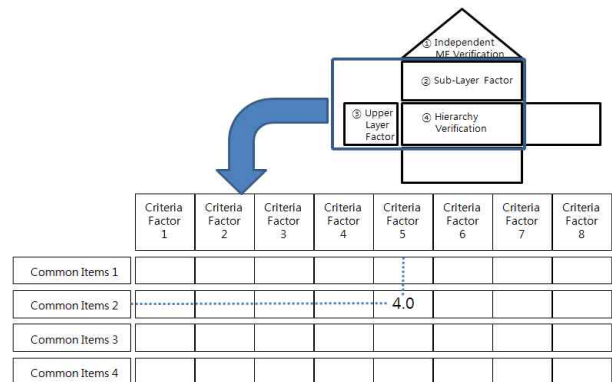 ① Independent
ME Verification
② Sub-Layer Factor
③ Upper
Layer
Factor
④ Hierarchy
Verification
Criteria
Factor
1
Criteria
Factor
2
Criteria
Factor
3
Criteria
Factor
4
Criteria
Factor
5
Criteria
Factor
6
Criteria
Factor
7
Criteria
Factor
8
Common Items 1
Common Items 2
4.0
Common Items 3
Common Items 4